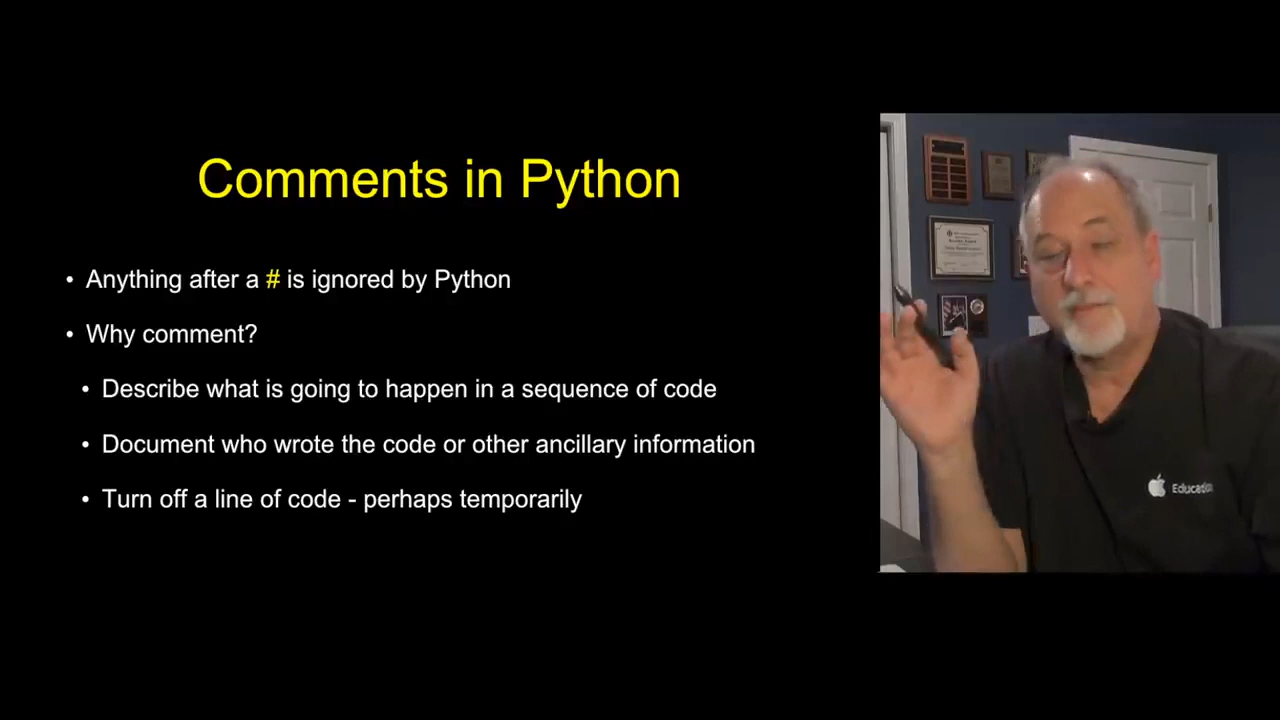 Comments in Python
• Anything after a # is ignored by Python
• Why comment?
• Describe what is going to happen in a sequence of code
• Document who wrote the code or other ancillary information
• Turn off a line of code - perhaps temporarily
Education